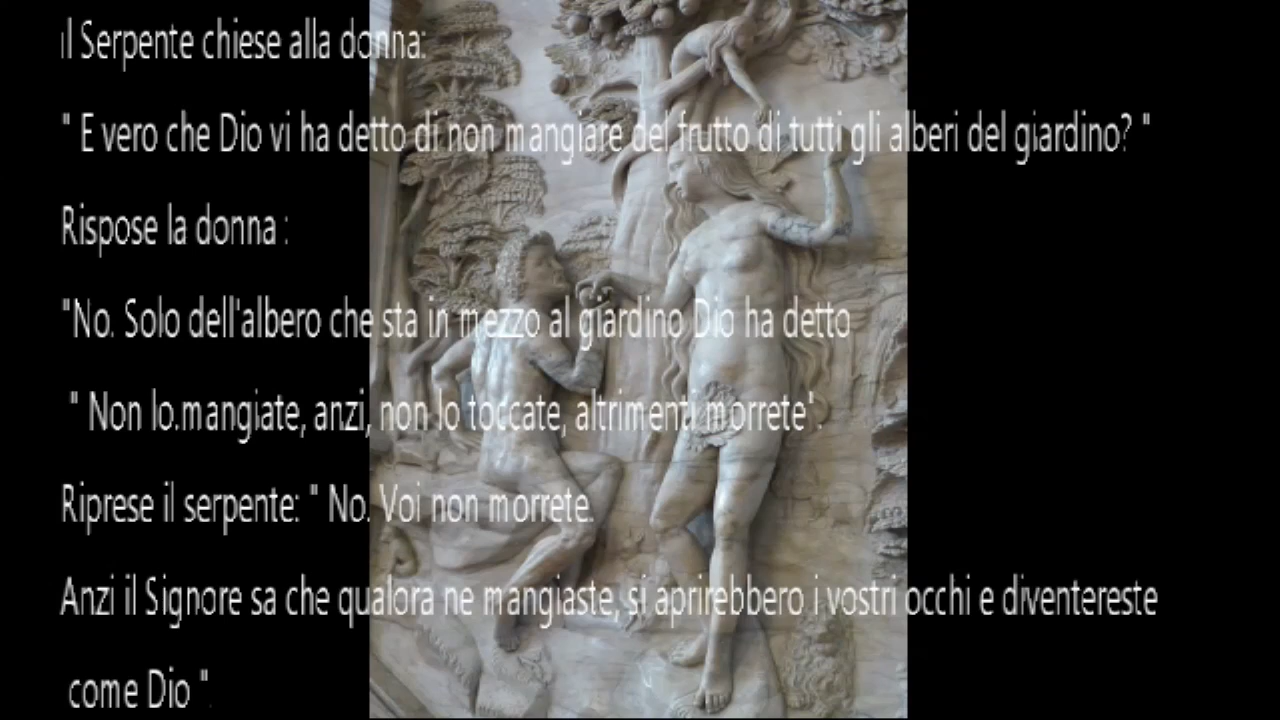 il Serpente chiese alla donna:
" E vero che Dio vi ha detto di non mangiare del frutto di tutti gli alberi del giardino? "
Rispose la donna :
"No. Solo dell'albero che sta in mezzo al giardino Dio ha detto
" Non lo.mangiate, anzi, non lo toccate, altrimenti morrete".
Riprese il serpente: " No. Voi non morrete.
Anzi il Signore sa che qualora ne mangiaste, si aprirebbero i vostri occhi e diventereste
come Dio ".